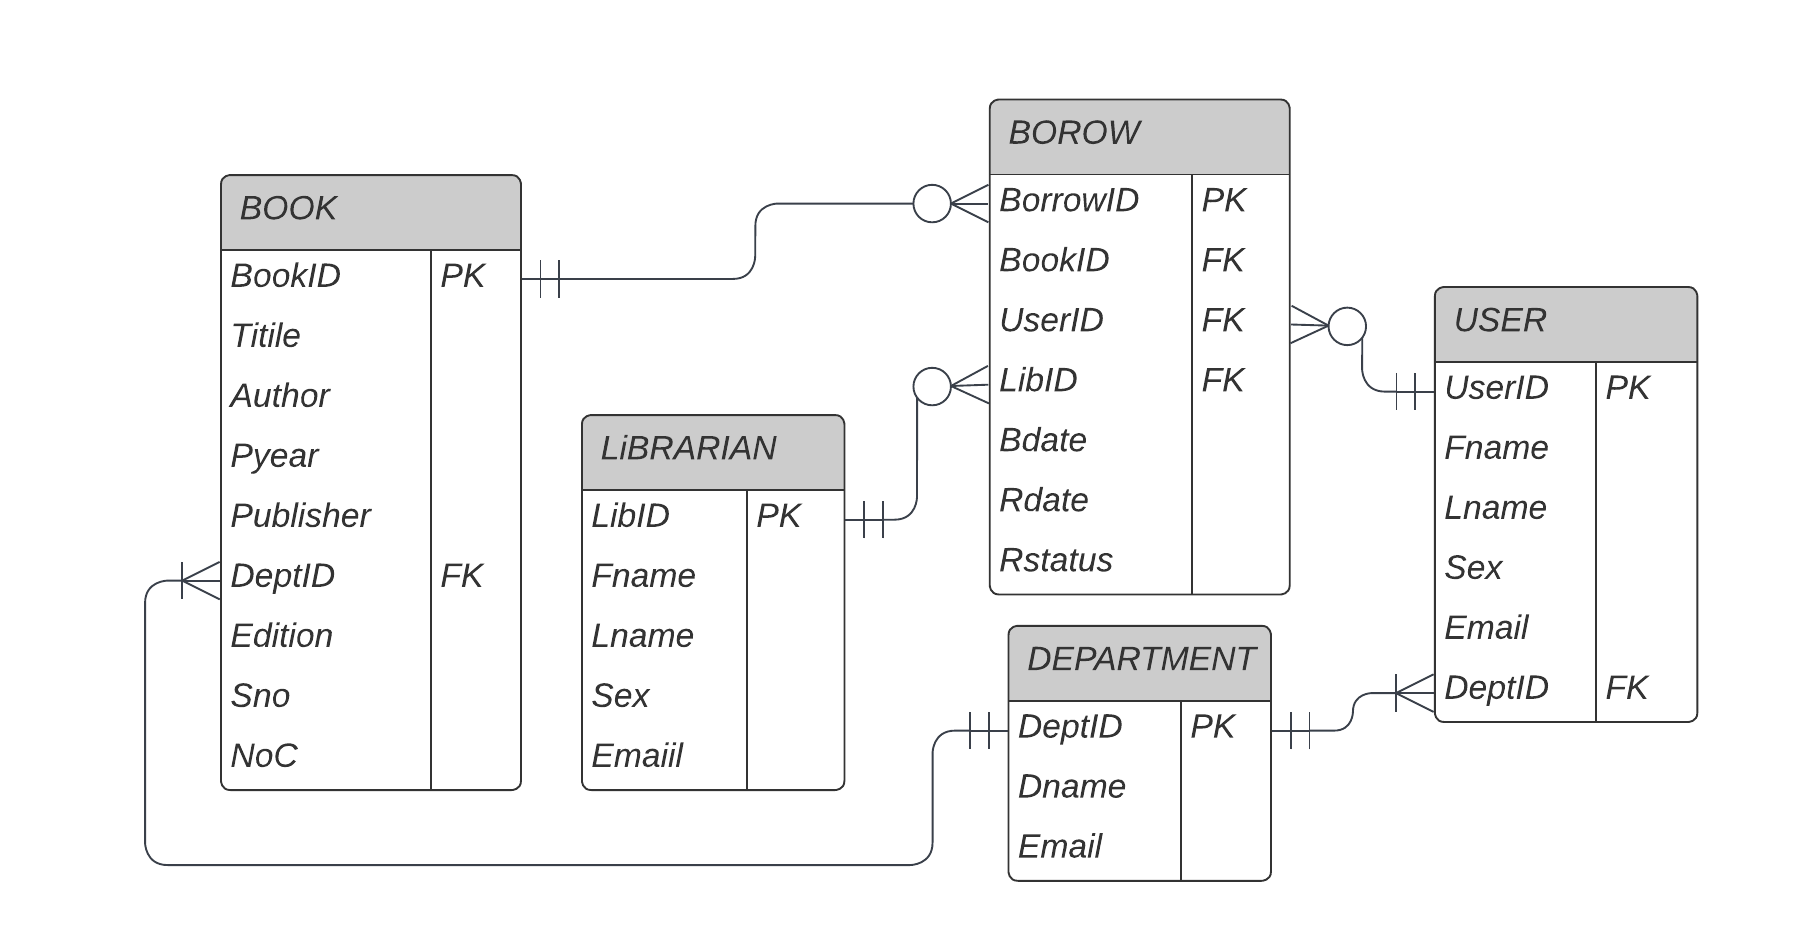 BOROW
BorrowID PK
BookID FK
UserID FK
LibID FK
Bdate
Rdate
Rstatus
BOOK
BookID PK
Titile
Author
Pyear
Publisher
DeptID FK
Edition
Sno
NoC
USER
UserID PK
Fname
Lname
Sex
Email
DeptID FK
LiBRARIAN
LibID PK
Fname
Lname
Sex
Emaiil
DEPARTMENT
DeptID PK
Dname
Email